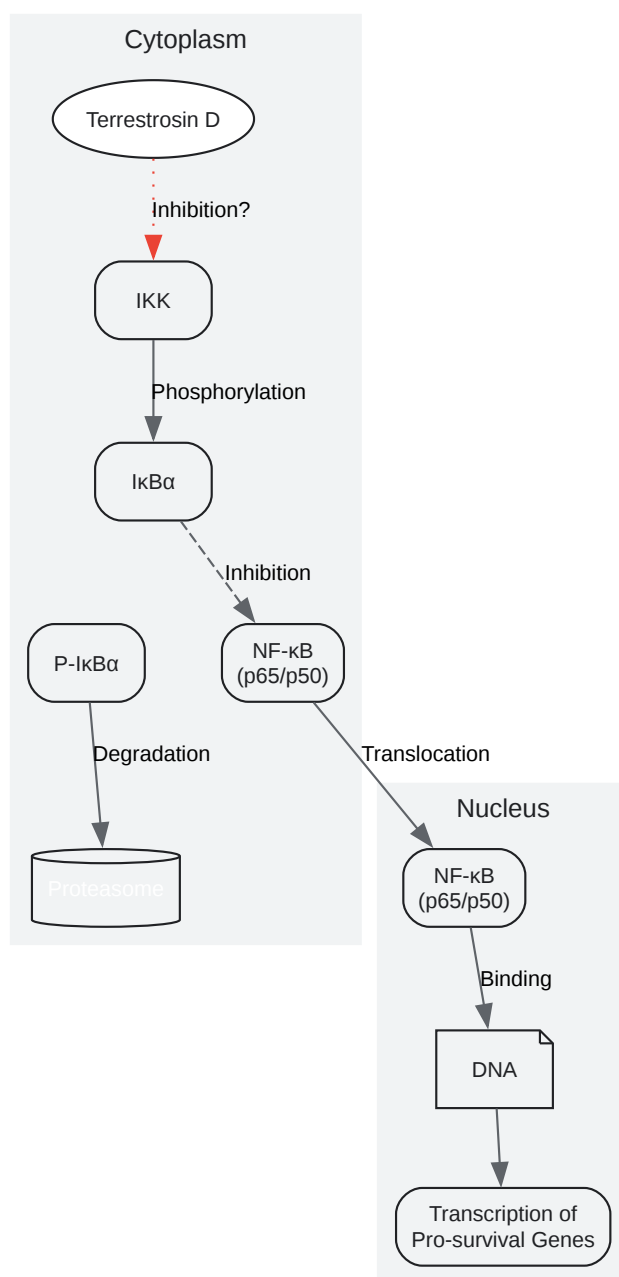 Cytoplasm
Terrestrosin D
Inhibition?
IKK
Phosphorylation
IκBα
Inhibition
P-IκBα
NF-κB
(p65/p50)
Degradation
Translocation
Proteasome
Nucleus
NF-κB
(p65/p50)
Binding
DNA
Transcription of
Pro-survival Genes